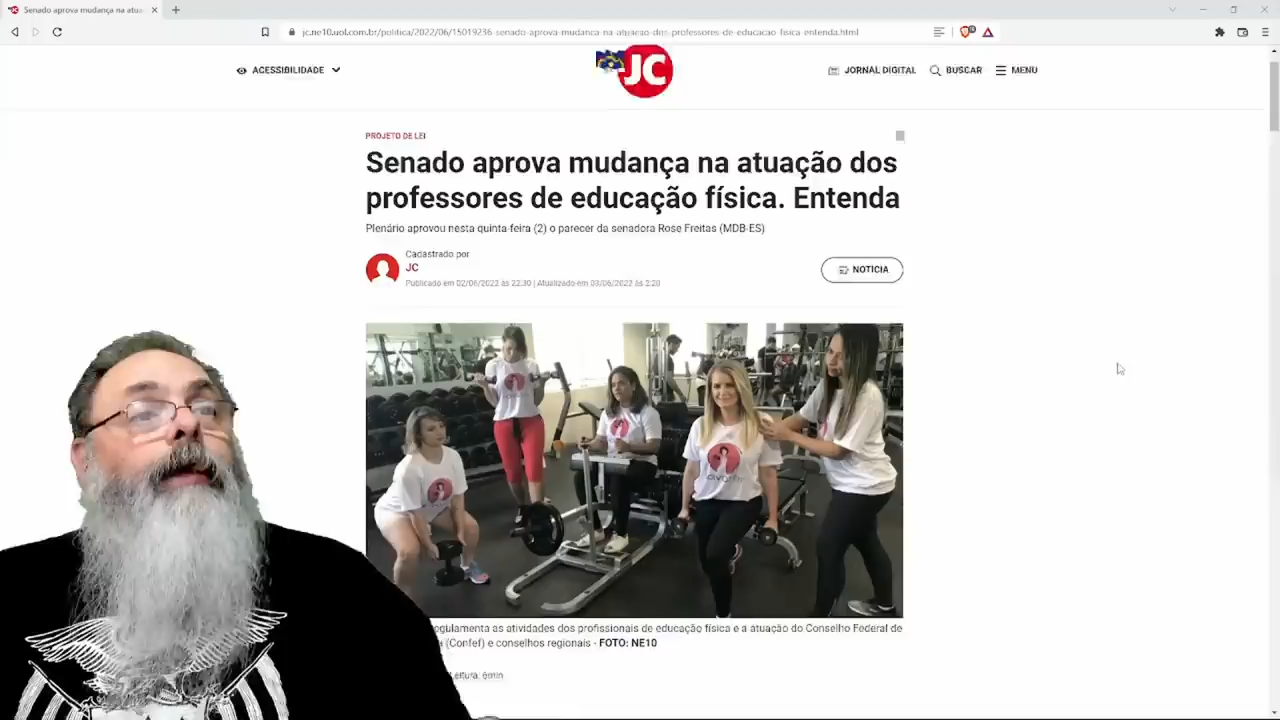 Senado aprova mudança na atua
jc.ne10.uol.com.br/politica/2022/06/15019236-senado-aprova-mudanca-na-atuacao-dos-professores-de-educacao-fisica-entenda.html
ACESSIBILIDADE
JC
JORNAL DIGITAL
BUSCAR
MENU
PROJETO DE LEI
Senado aprova mudança na atuação dos
professores de educação física. Entenda
Plenário aprovou nesta quinta-feira (2) o parecer da senadora Rose Freitas (MDB-ES)
Cadastrado por
JC
Publicado em 02/06/2022 às 22:30 | Atualizado em 03/06/2022 às 2:20
NOTÍCIA
egulamenta as atividades dos profissionais de educação física e a atuação do Conselho Federal de
(Confef) e conselhos regionais - FOTO: NE10